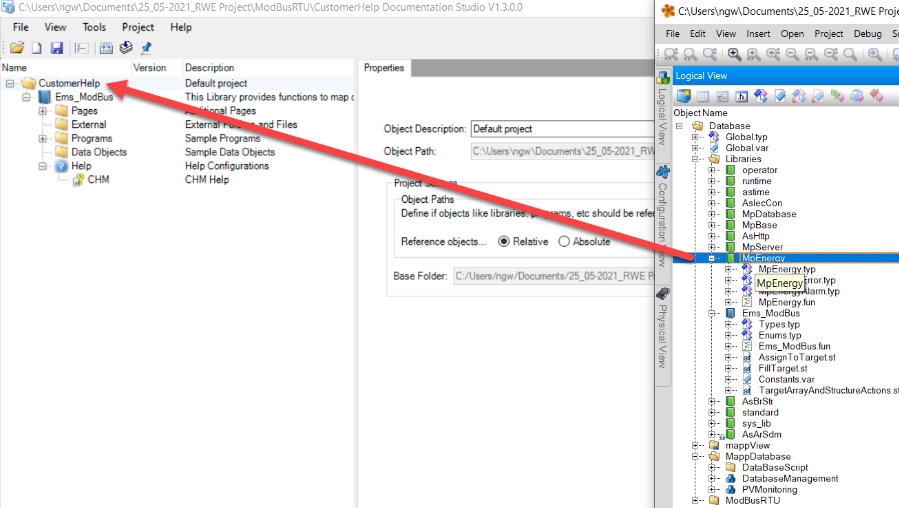 C:\Users\ngw\Documents\25_05-2021_RWE Project\ModBusRTU\CustomerHelp Documentation Studio V1.3.0.0
File View Tools Project Help
Name Version Description
CustomerHelp Default project
Ems_ModBus This Library provides functions to map d
Pages Additional Pages
External External Folders and Files
Programs Sample Programs
Data Objects Sample Data Objects
Help Help Configurations
CHM CHM Help
Properties
Object Description: Default project
Object Path: C:\Users\ngw\Documents\25_05-2021_RWE
Project Settings
Object Paths
Define if objects like libraries, programs, etc should be refer
Reference objects... Relative Absolute
Base Folder: C:/Users/ngw/Documents/25_05-2021_RWE P
C:\Users\ngw\Documents\25_05-2021_RWE Proje
File Edit View Insert Open Project Debug
Logical View
Logical View
Configuration View
Physical View
Object Name
Database
Global.typ
Global.var
Libraries
operator
runtime
astime
AslecCon
MpDatabase
MpBase
AsHttp
MpServer
MpEnergy
MpEnergy.typ
Error.typ
MpEnergyAlarm.typ
MpEnergy
MpEnergy.fun
Ems_ModBus
Types.typ
Enums.typ
Ems_ModBus.fun
AssignToTarget.st
FillTarget.st
Constants.var
TargetArrayAndStructureActions.st
AsBrStr
standard
sys_lib
AsArSdm
mappView
MappDatabase
DataBaseScript
DatabaseManagement
PVMonitoring
ModBusRTU